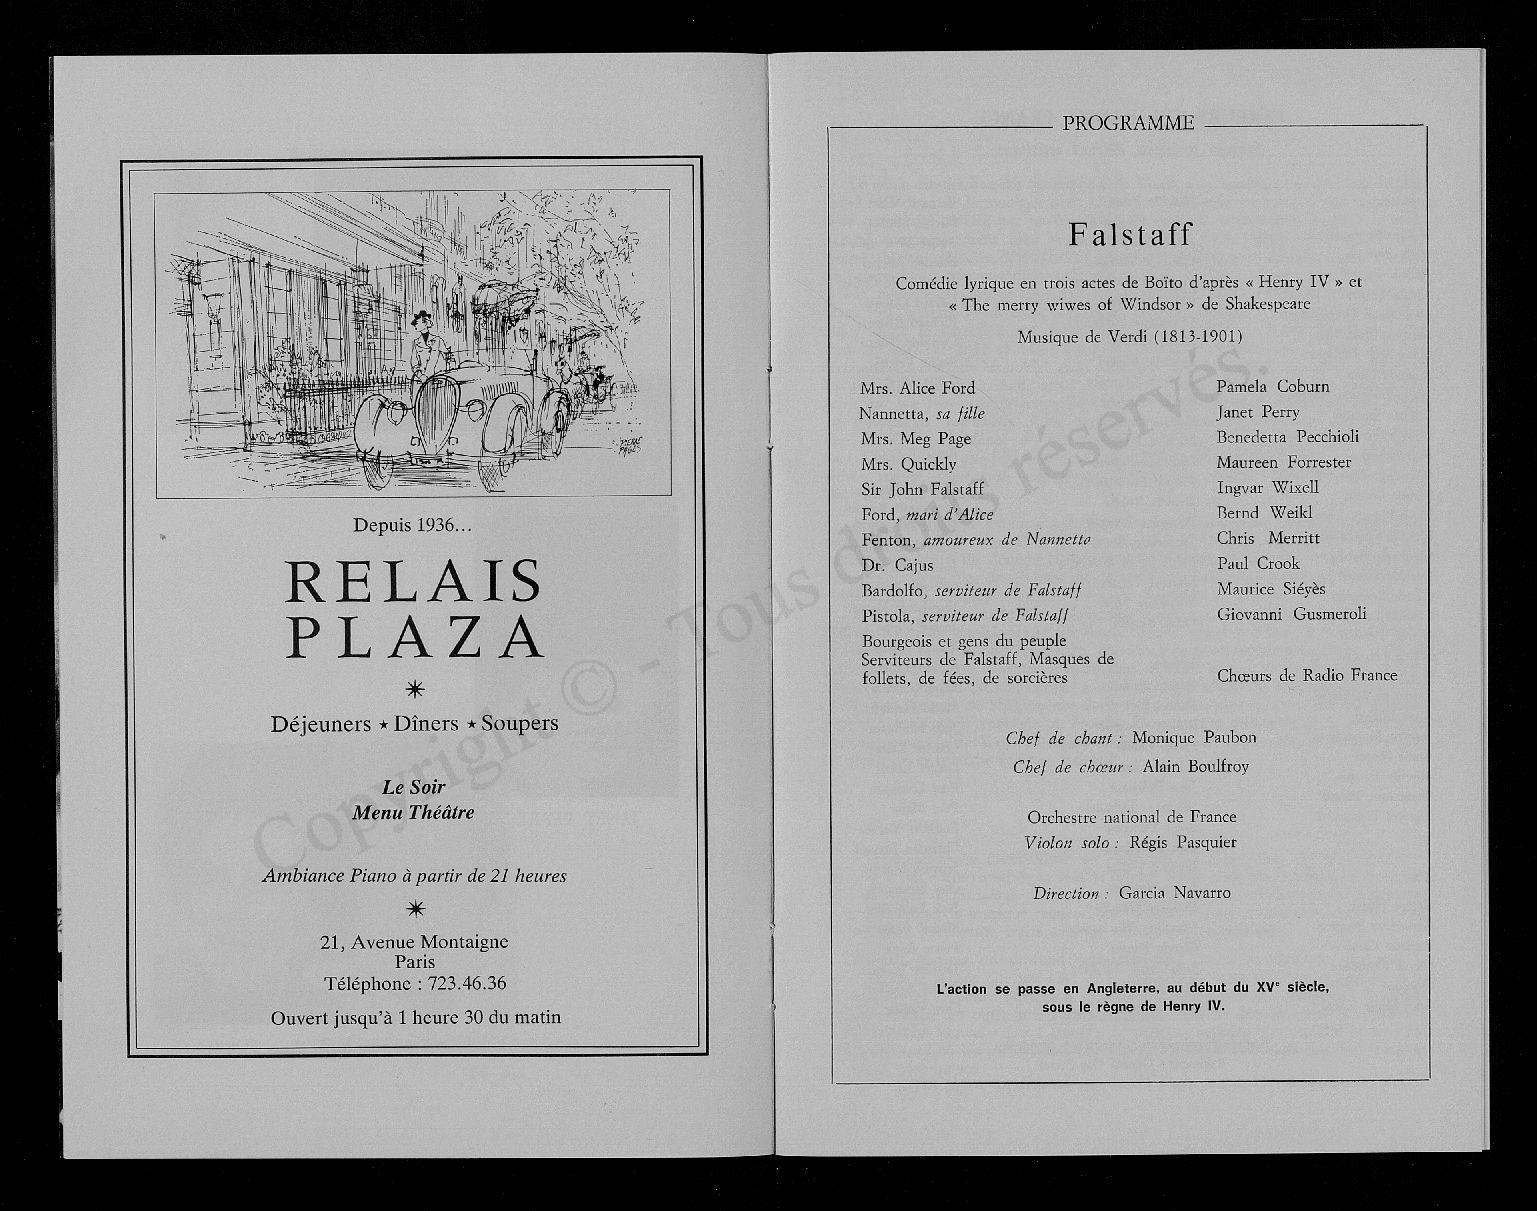 Depuis 1936...
RELAIS
PLAZA
Déjeuners ★ Dîners ★ Soupers
Le Soir
Menu Théâtre
Ambiance Piano à partir de 21 heures
21, Avenue Montaigne
Paris
Téléphone : 723.46.36
Ouvert jusqu'à 1 heure 30 du matin
PROGRAMME
Falstaff
Comédie lyrique en trois actes de Boïto d'après « Henry IV » et
« The merry wiwes of Windsor » de Shakespeare
Musique de Verdi (1813-1901)
Mrs. Alice Ford Pamela Coburn
Nannetta, sa fille Janet Perry
Mrs. Meg Page Benedetta Pecchioli
Mrs. Quickly Maureen Forrester
Sir John Falstaff Ingvar Wixell
Ford, mari d'Alice Bernd Weikl
Fenton, amoureux de Nannetta Chris Merritt
Dr. Cajus Paul Crook
Bardolfo, serviteur de Falstaff Maurice Siéyès
Pistola, serviteur de Falstaff Giovanni Gusmeroli
Bourgeois et gens du peuple
Serviteurs de Falstaff, Masques de
follets, de fées, de sorcières Chœurs de Radio France
Chef de chant : Monique Paubon
Chef de chœur : Alain Boulfroy
Orchestre national de France
Violon solo : Régis Pasquier
Direction : Garcia Navarro
L'action se passe en Angleterre, au début du XVe siècle,
sous le règne de Henry IV.
Copyright © - Tous droits réservés.